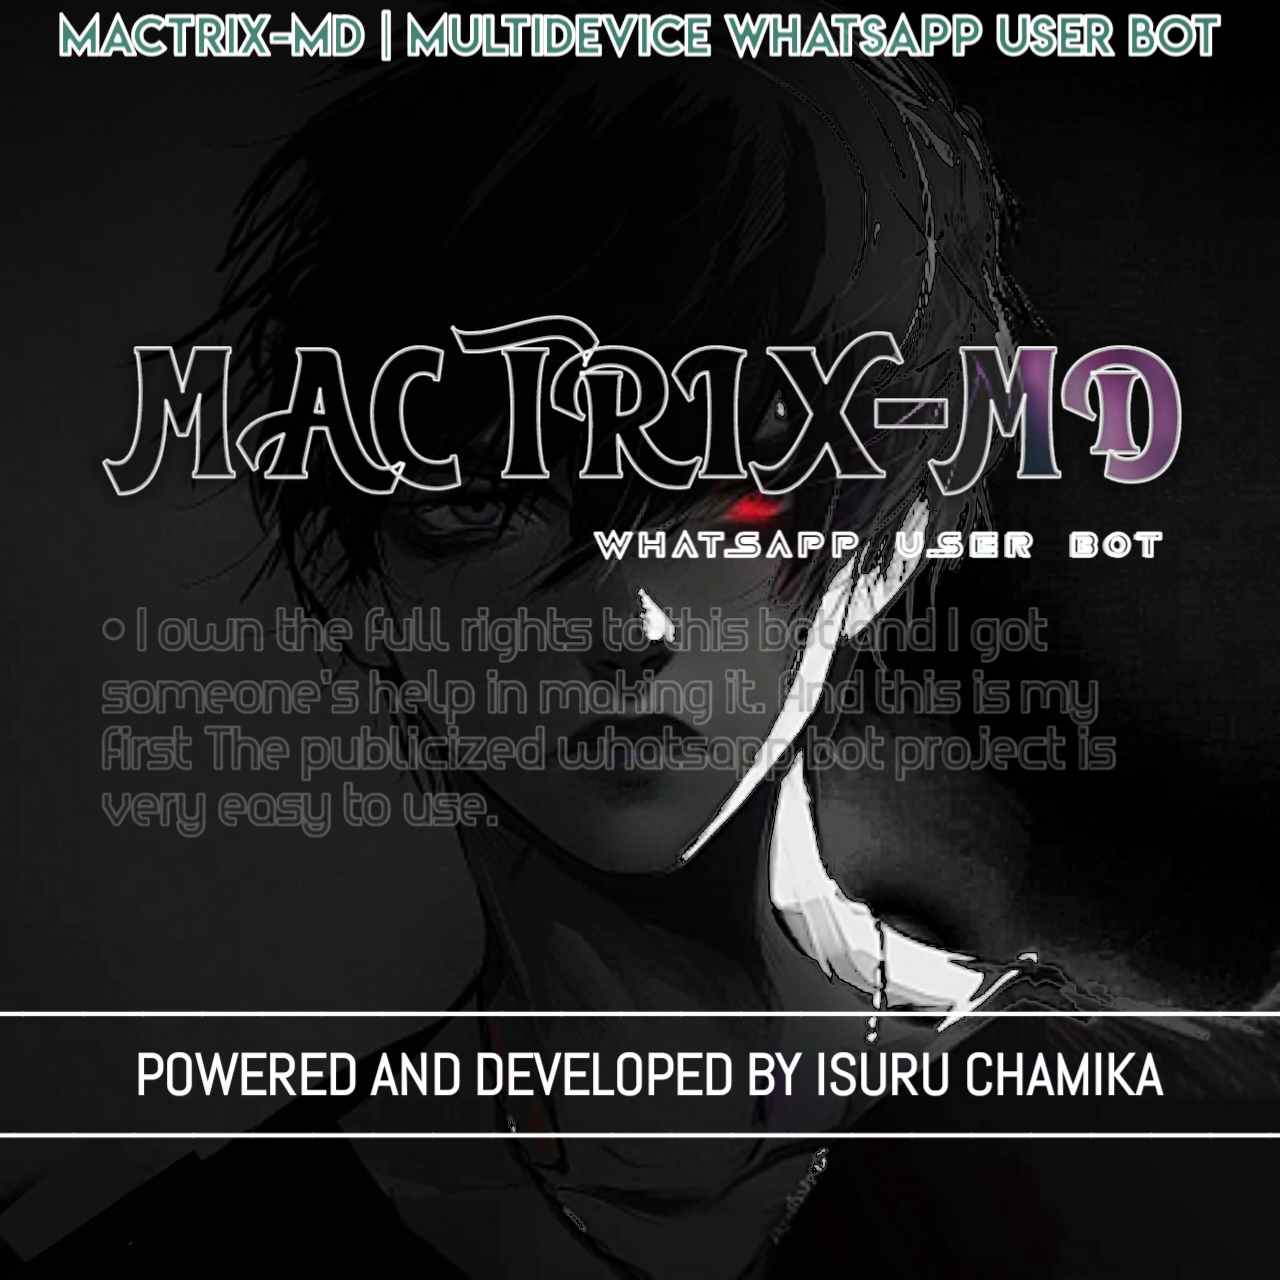 MACTRIX-MD | MULTIDEVICE WHATSAPP USER BOT
MACTRIX-MD
WHATSAPP USER BOT
• I own the full rights to this bot and I got
someone's help in making it. And this is my
first The publicized whatsapp bot project is
very easy to use.
POWERED AND DEVELOPED BY ISURU CHAMIKA